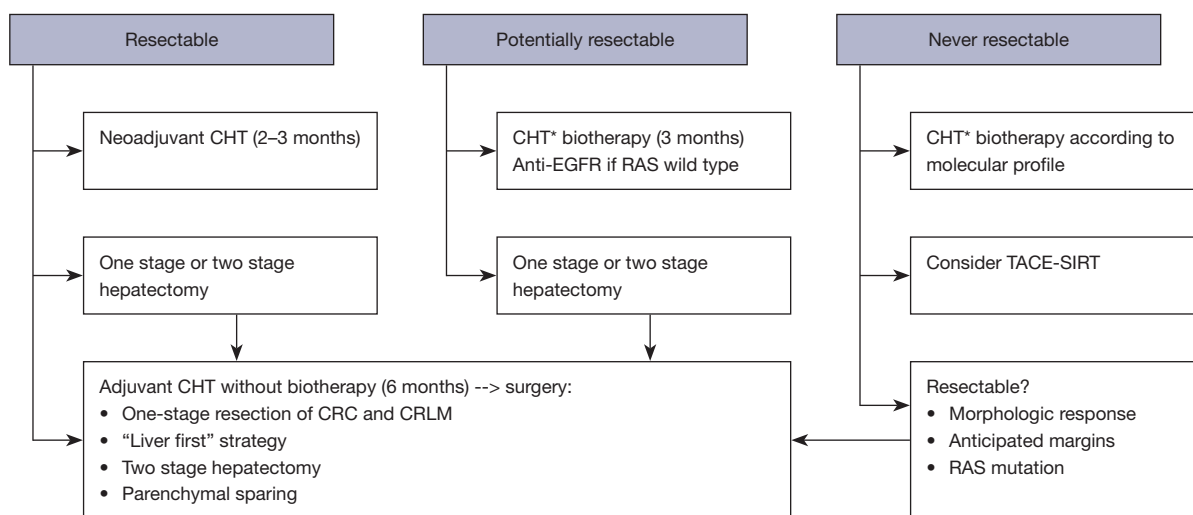 Resectable
Potentially resectable
Never resectable
Neoadjuvant CHT (2–3 months)
CHT* biotherapy (3 months)
Anti-EGFR if RAS wild type
CHT* biotherapy according to
molecular profile
One stage or two stage
hepatectomy
One stage or two stage
hepatectomy
Consider TACE-SIRT
Adjuvant CHT without biotherapy (6 months) --> surgery:
• One-stage resection of CRC and CRLM
• “Liver first” strategy
• Two stage hepatectomy
• Parenchymal sparing
Resectable?
• Morphologic response
• Anticipated margins
• RAS mutation